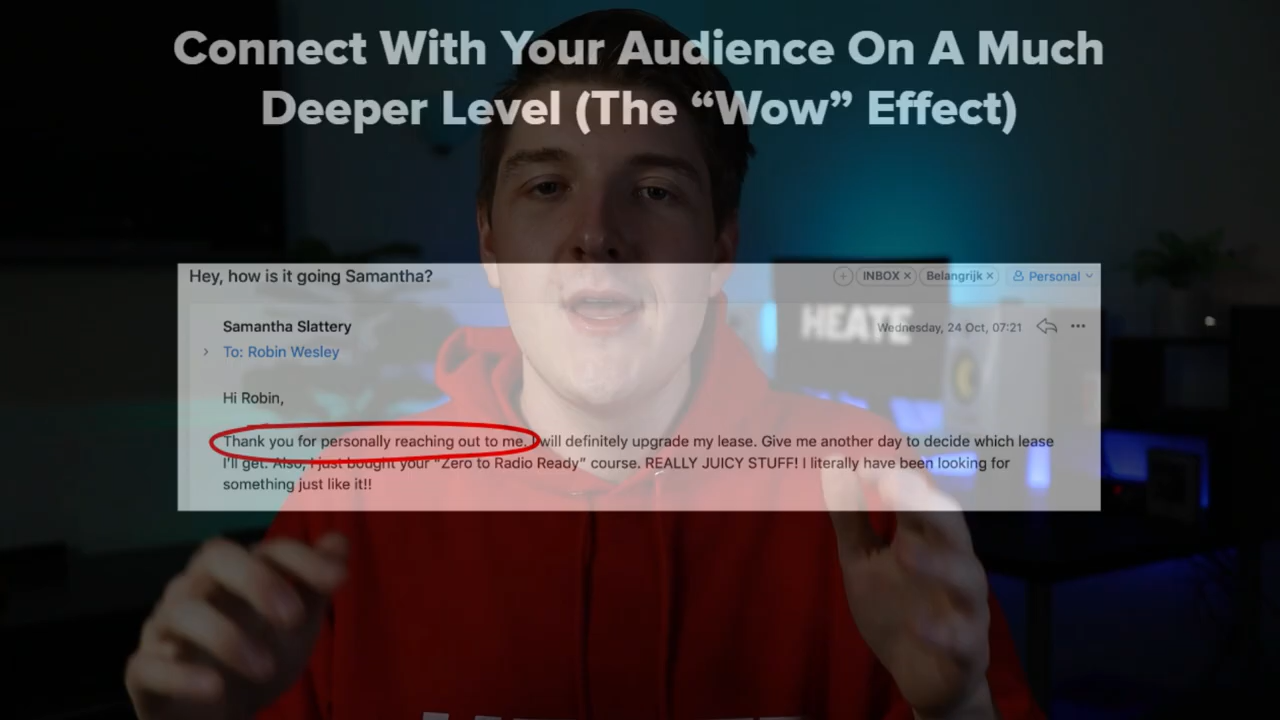 Connect With Your Audience On A Much
Deeper Level (The “Wow” Effect)
Hey, how is it going Samantha?
INBOX
Belangrijk
Personal
Samantha Slattery
Wednesday, 24 Oct, 07:21
To: Robin Wesley
HEATE
Hi Robin,
Thank you for personally reaching out to me. I will definitely upgrade my lease. Give me another day to decide which lease
I'll get. Also, I just bought your “Zero to Radio Ready” course. REALLY JUICY STUFF! I literally have been looking for
something just like it!!